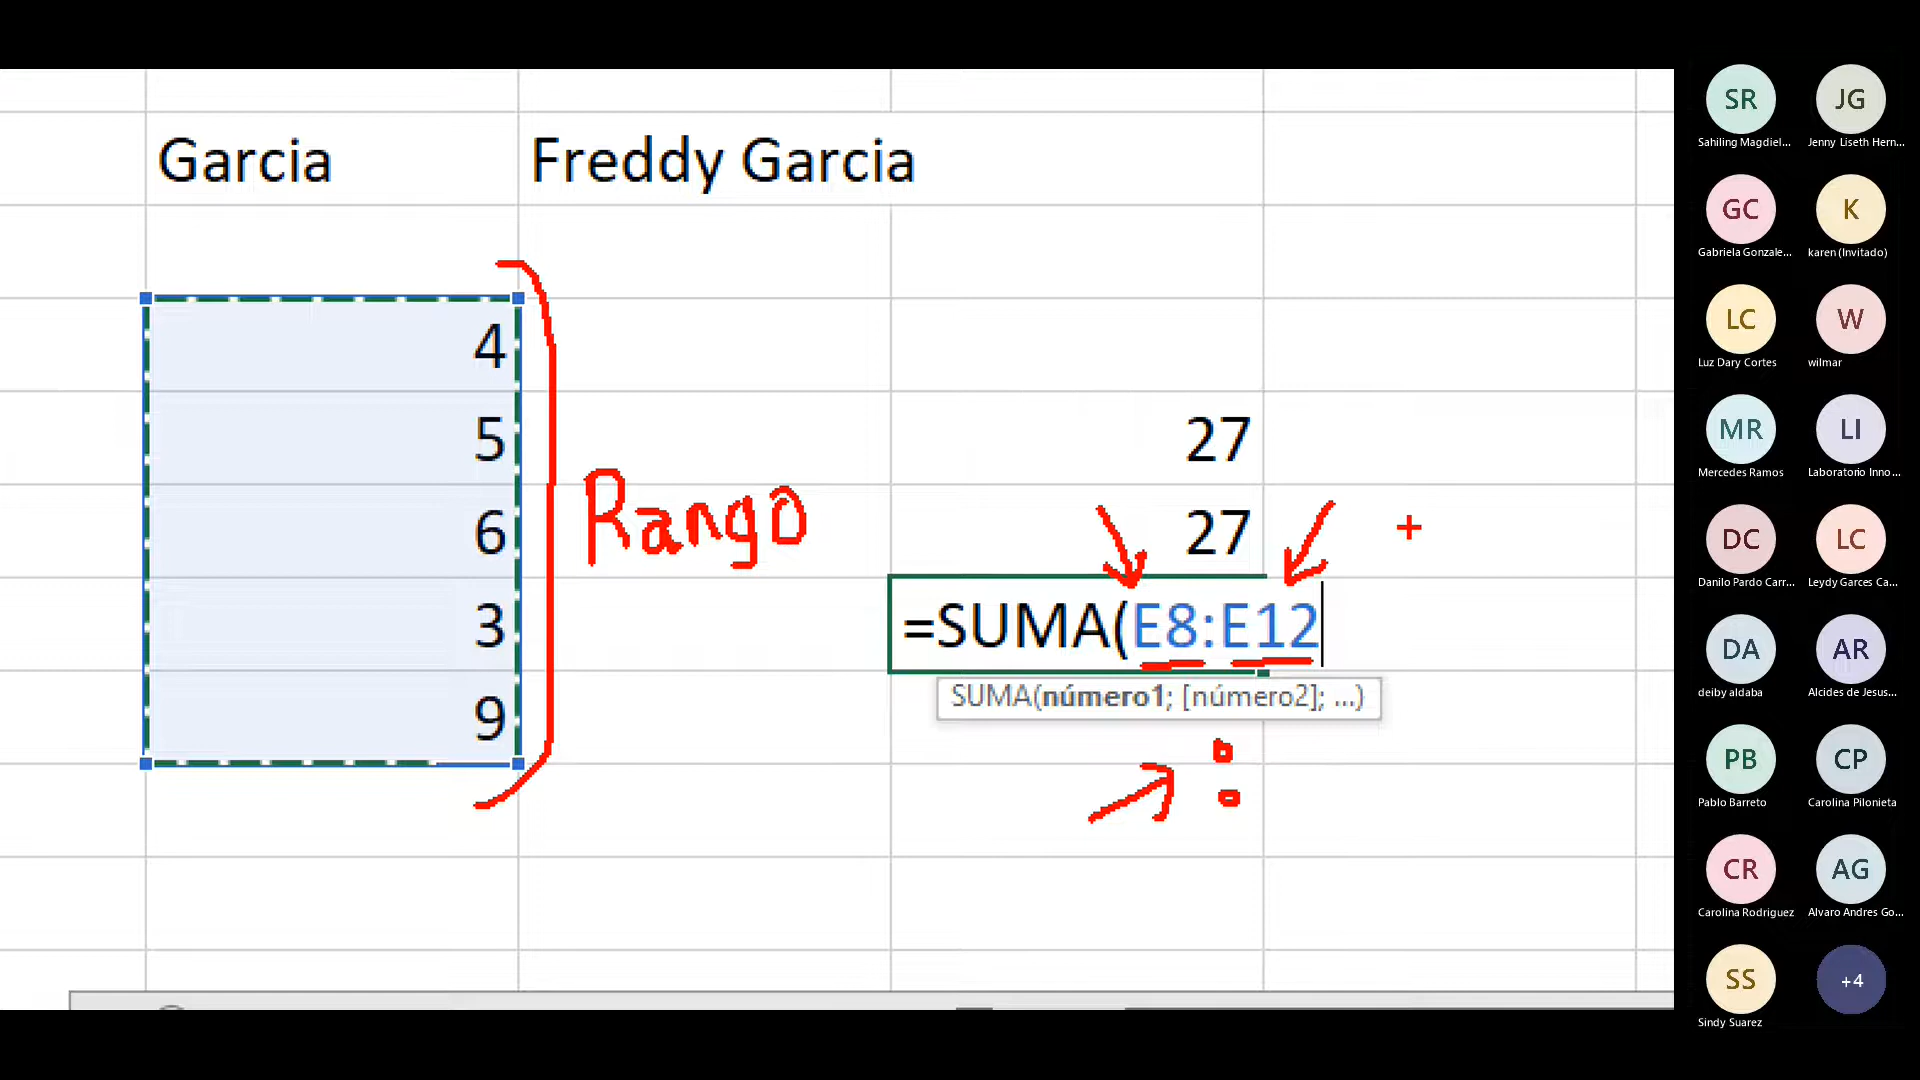 Garcia Freddy Garcia
4
5 27
6 Rango 27 +
3 =SUMA(E8:E12
SUMA(número1; [número2]; ...)
9
:
SR JG
Sahiling Magdiel... Jenny Liseth Hern...
GC K
Gabriela Gonzale... karen (Invitado)
LC W
Luz Dary Cortes wilmar
MR LI
Mercedes Ramos Laboratorio Inno...
DC LC
Danilo Pardo Carr... Leydy Garces Ca...
DA AR
deiby aldaba Alcides de Jesus...
PB CP
Pablo Barreto Carolina Pilonieta
CR AG
Carolina Rodriguez Alvaro Andres Go...
SS +4
Sindy Suarez